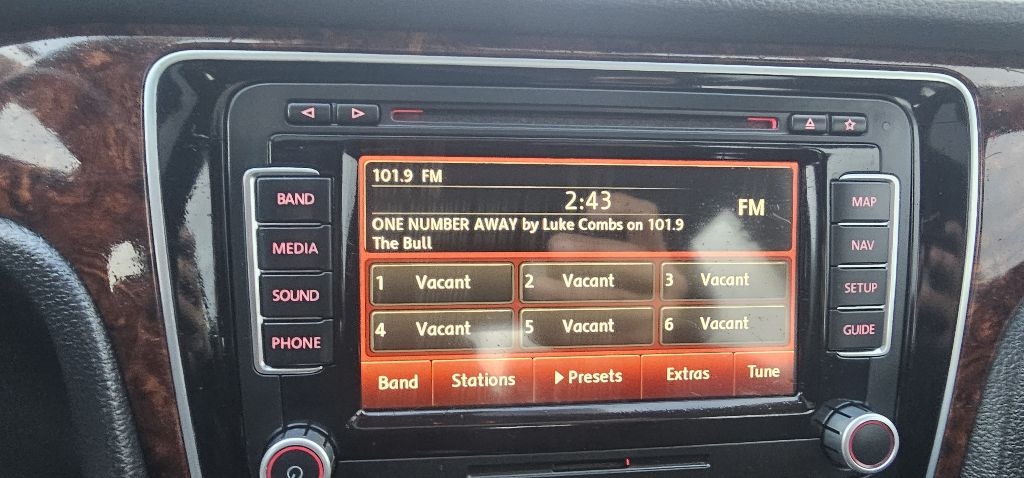 101.9 FM
2:43
FM
ONE NUMBER AWAY by Luke Combs on 101.9
The Bull
BAND
MEDIA
SOUND
PHONE
1 Vacant
2 Vacant
3 Vacant
4 Vacant
5 Vacant
6 Vacant
Band
Stations
Presets
Extras
Tune
MAP
NAV
SETUP
GUIDE